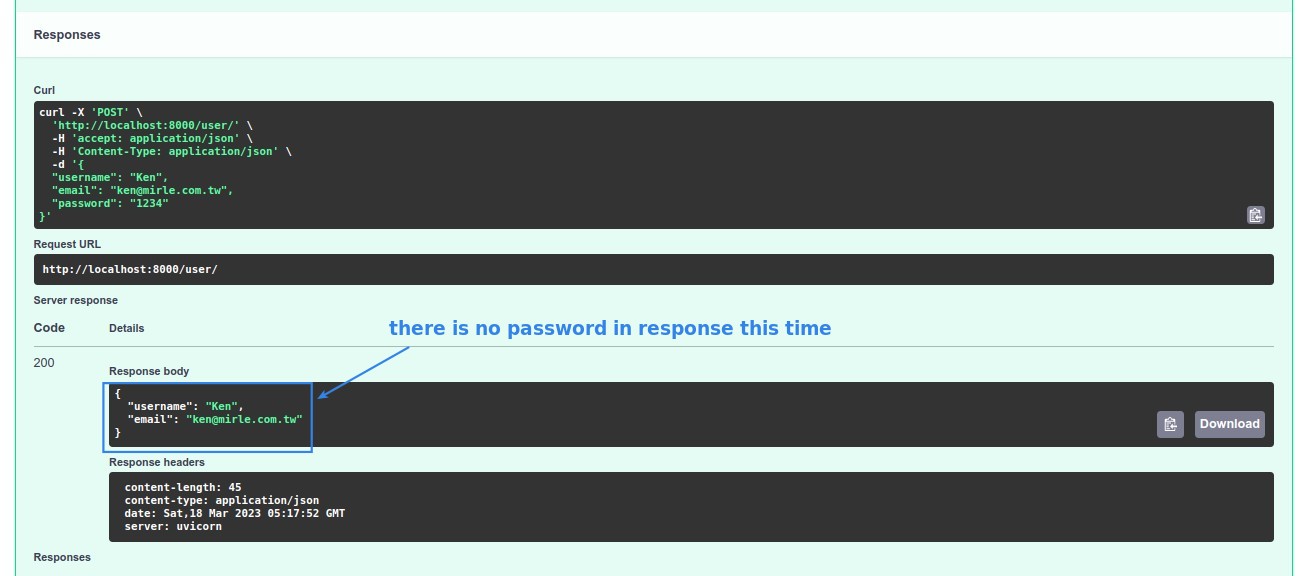 Responses
Curl
curl -X 'POST' \
  'http://localhost:8000/user/' \
  -H 'accept: application/json' \
  -H 'Content-Type: application/json' \
  -d '{
  "username": "Ken",
  "email": "ken@mirle.com.tw",
  "password": "1234"
}'
Request URL
http://localhost:8000/user/
Server response
Code Details
there is no password in response this time
200
Response body
{
  "username": "Ken",
  "email": "ken@mirle.com.tw"
}
Download
Response headers
content-length: 45
content-type: application/json
date: Sat,18 Mar 2023 05:17:52 GMT
server: uvicorn
Responses